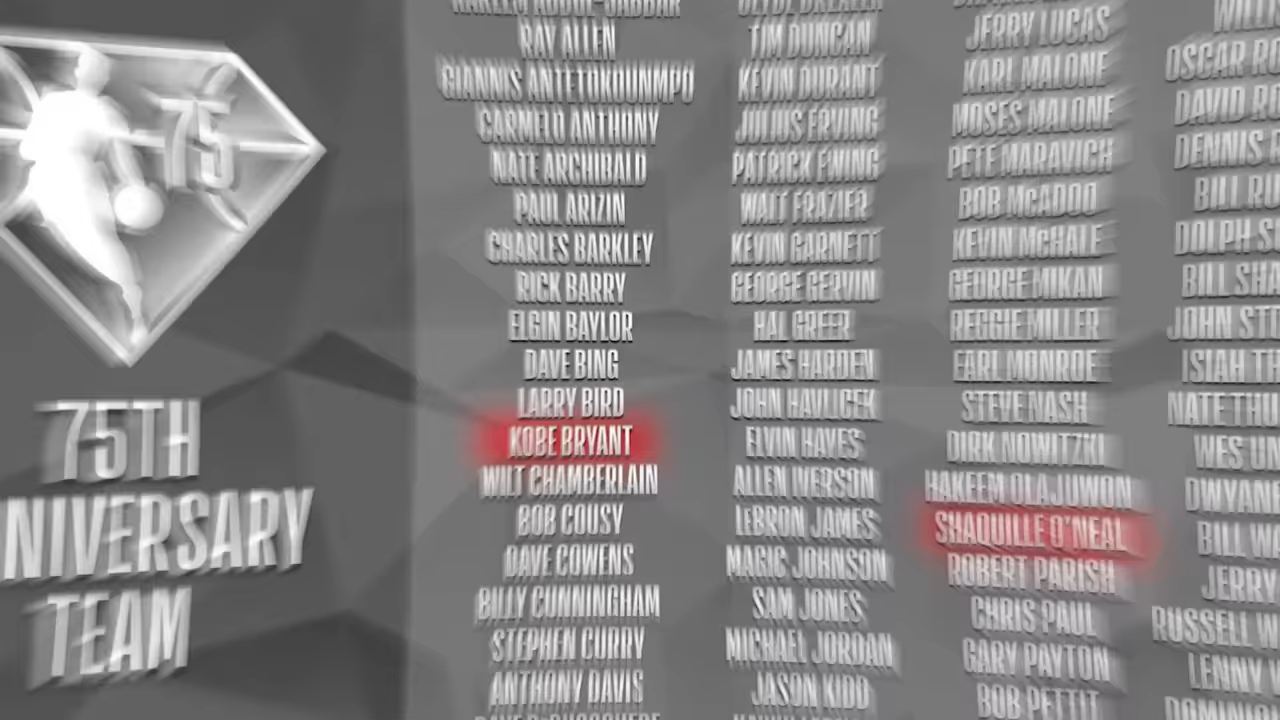 75
75TH
NIVERSARY
TEAM
RAY ALLEN
GIANNIS ANTETOKOUNMPO
CARMELO ANTHONY
NATE ARCHIBALD
PAUL ARIZIN
CHARLES BARKLEY
RICK BARRY
ELGIN BAYLOR
DAVE BING
LARRY BIRD
KOBE BRYANT
WILT CHAMBERLAIN
BOB COUSY
DAVE COWENS
BILLY CUNNINGHAM
STEPHEN CURRY
ANTHONY DAVIS
TIM DUNCAN
KEVIN DURANT
JULIUS ERVING
PATRICK EWING
WALT FRAZIER
KEVIN GARNETT
GEORGE GERVIN
HAL GREER
JAMES HARDEN
JOHN HAVLICEK
ELVIN HAYES
ALLEN IVERSON
LEBRON JAMES
MAGIC JOHNSON
SAM JONES
MICHAEL JORDAN
JASON KIDD
JERRY LUCAS
KARL MALONE
MOSES MALONE
PETE MARAVICH
BOB McADOO
KEVIN McHALE
GEORGE MIKAN
REGGIE MILLER
EARL MONROE
STEVE NASH
DIRK NOWITZKI
HAKEEM OLAJUWON
SHAQUILLE O'NEAL
ROBERT PARISH
CHRIS PAUL
GARY PAYTON
BOB PETTIT
OSCAR
DAVID
DENNIS
BILL
DOLPH
BILL
JOHN
ISIAH
NATE
WES
DWYANE
BILL
JERRY
RUSSELL
LENNY